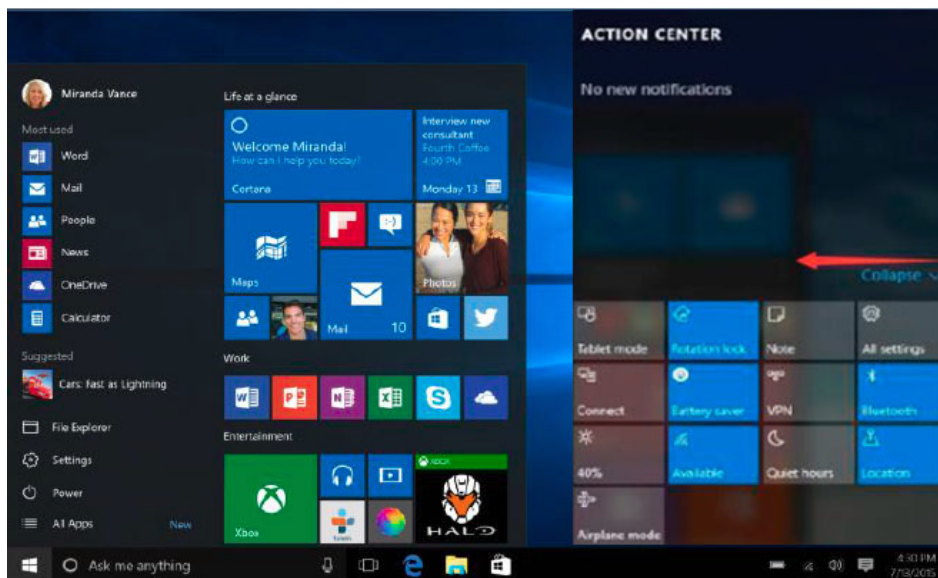 Miranda Vance
Most used
Word
Mail
People
News
OneDrive
Calculator
Suggested
Cars: Fast as Lightning
File Explorer
Settings
Power
All Apps New
Life at a glance
Welcome Miranda!
How can I help you today?
Cortana
Interview new
consultant
Fourth Coffee
4:00 PM
Monday 13
Maps
Mail 10
Photos
Work
Entertainment
Xbox
XBOX
HALO
ACTION CENTER
No new notifications
Collapse
Tablet mode
Rotation lock
Note
All settings
Connect
Battery saver
VPN
Bluetooth
40%
Available
Quiet hours
Location
Airplane mode
Ask me anything
4:30 PM
7/13/2015